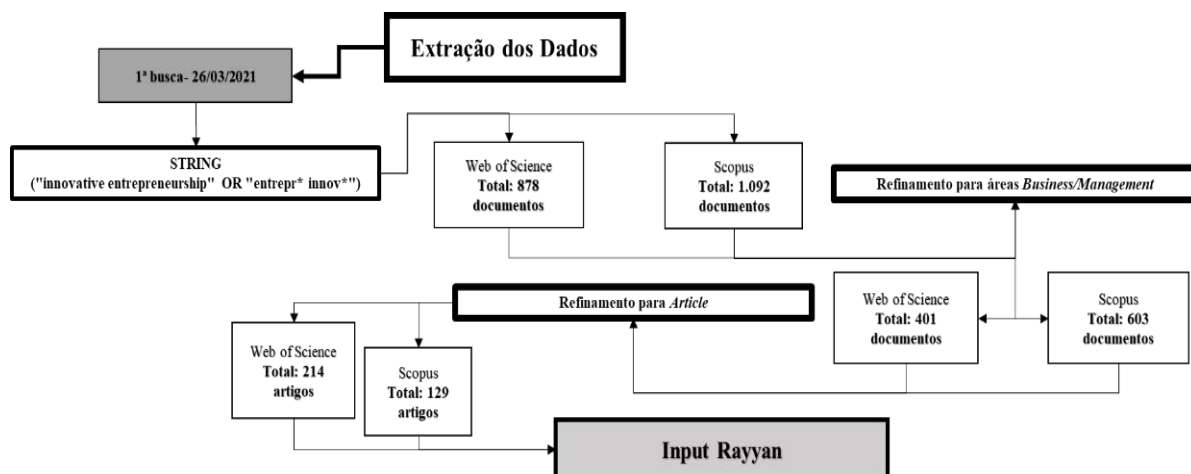 Extração dos Dados
1ª busca- 26/03/2021
STRING
("innovative entrepreneurship" OR "entrepr* innov*")
Web of Science
Total: 878
documentos
Scopus
Total: 1.092
documentos
Refinamento para áreas Business/Management
Web of Science
Total: 401
documentos
Scopus
Total: 603
documentos
Refinamento para Article
Web of Science
Total: 214
artigos
Scopus
Total: 129
artigos
Input Rayyan